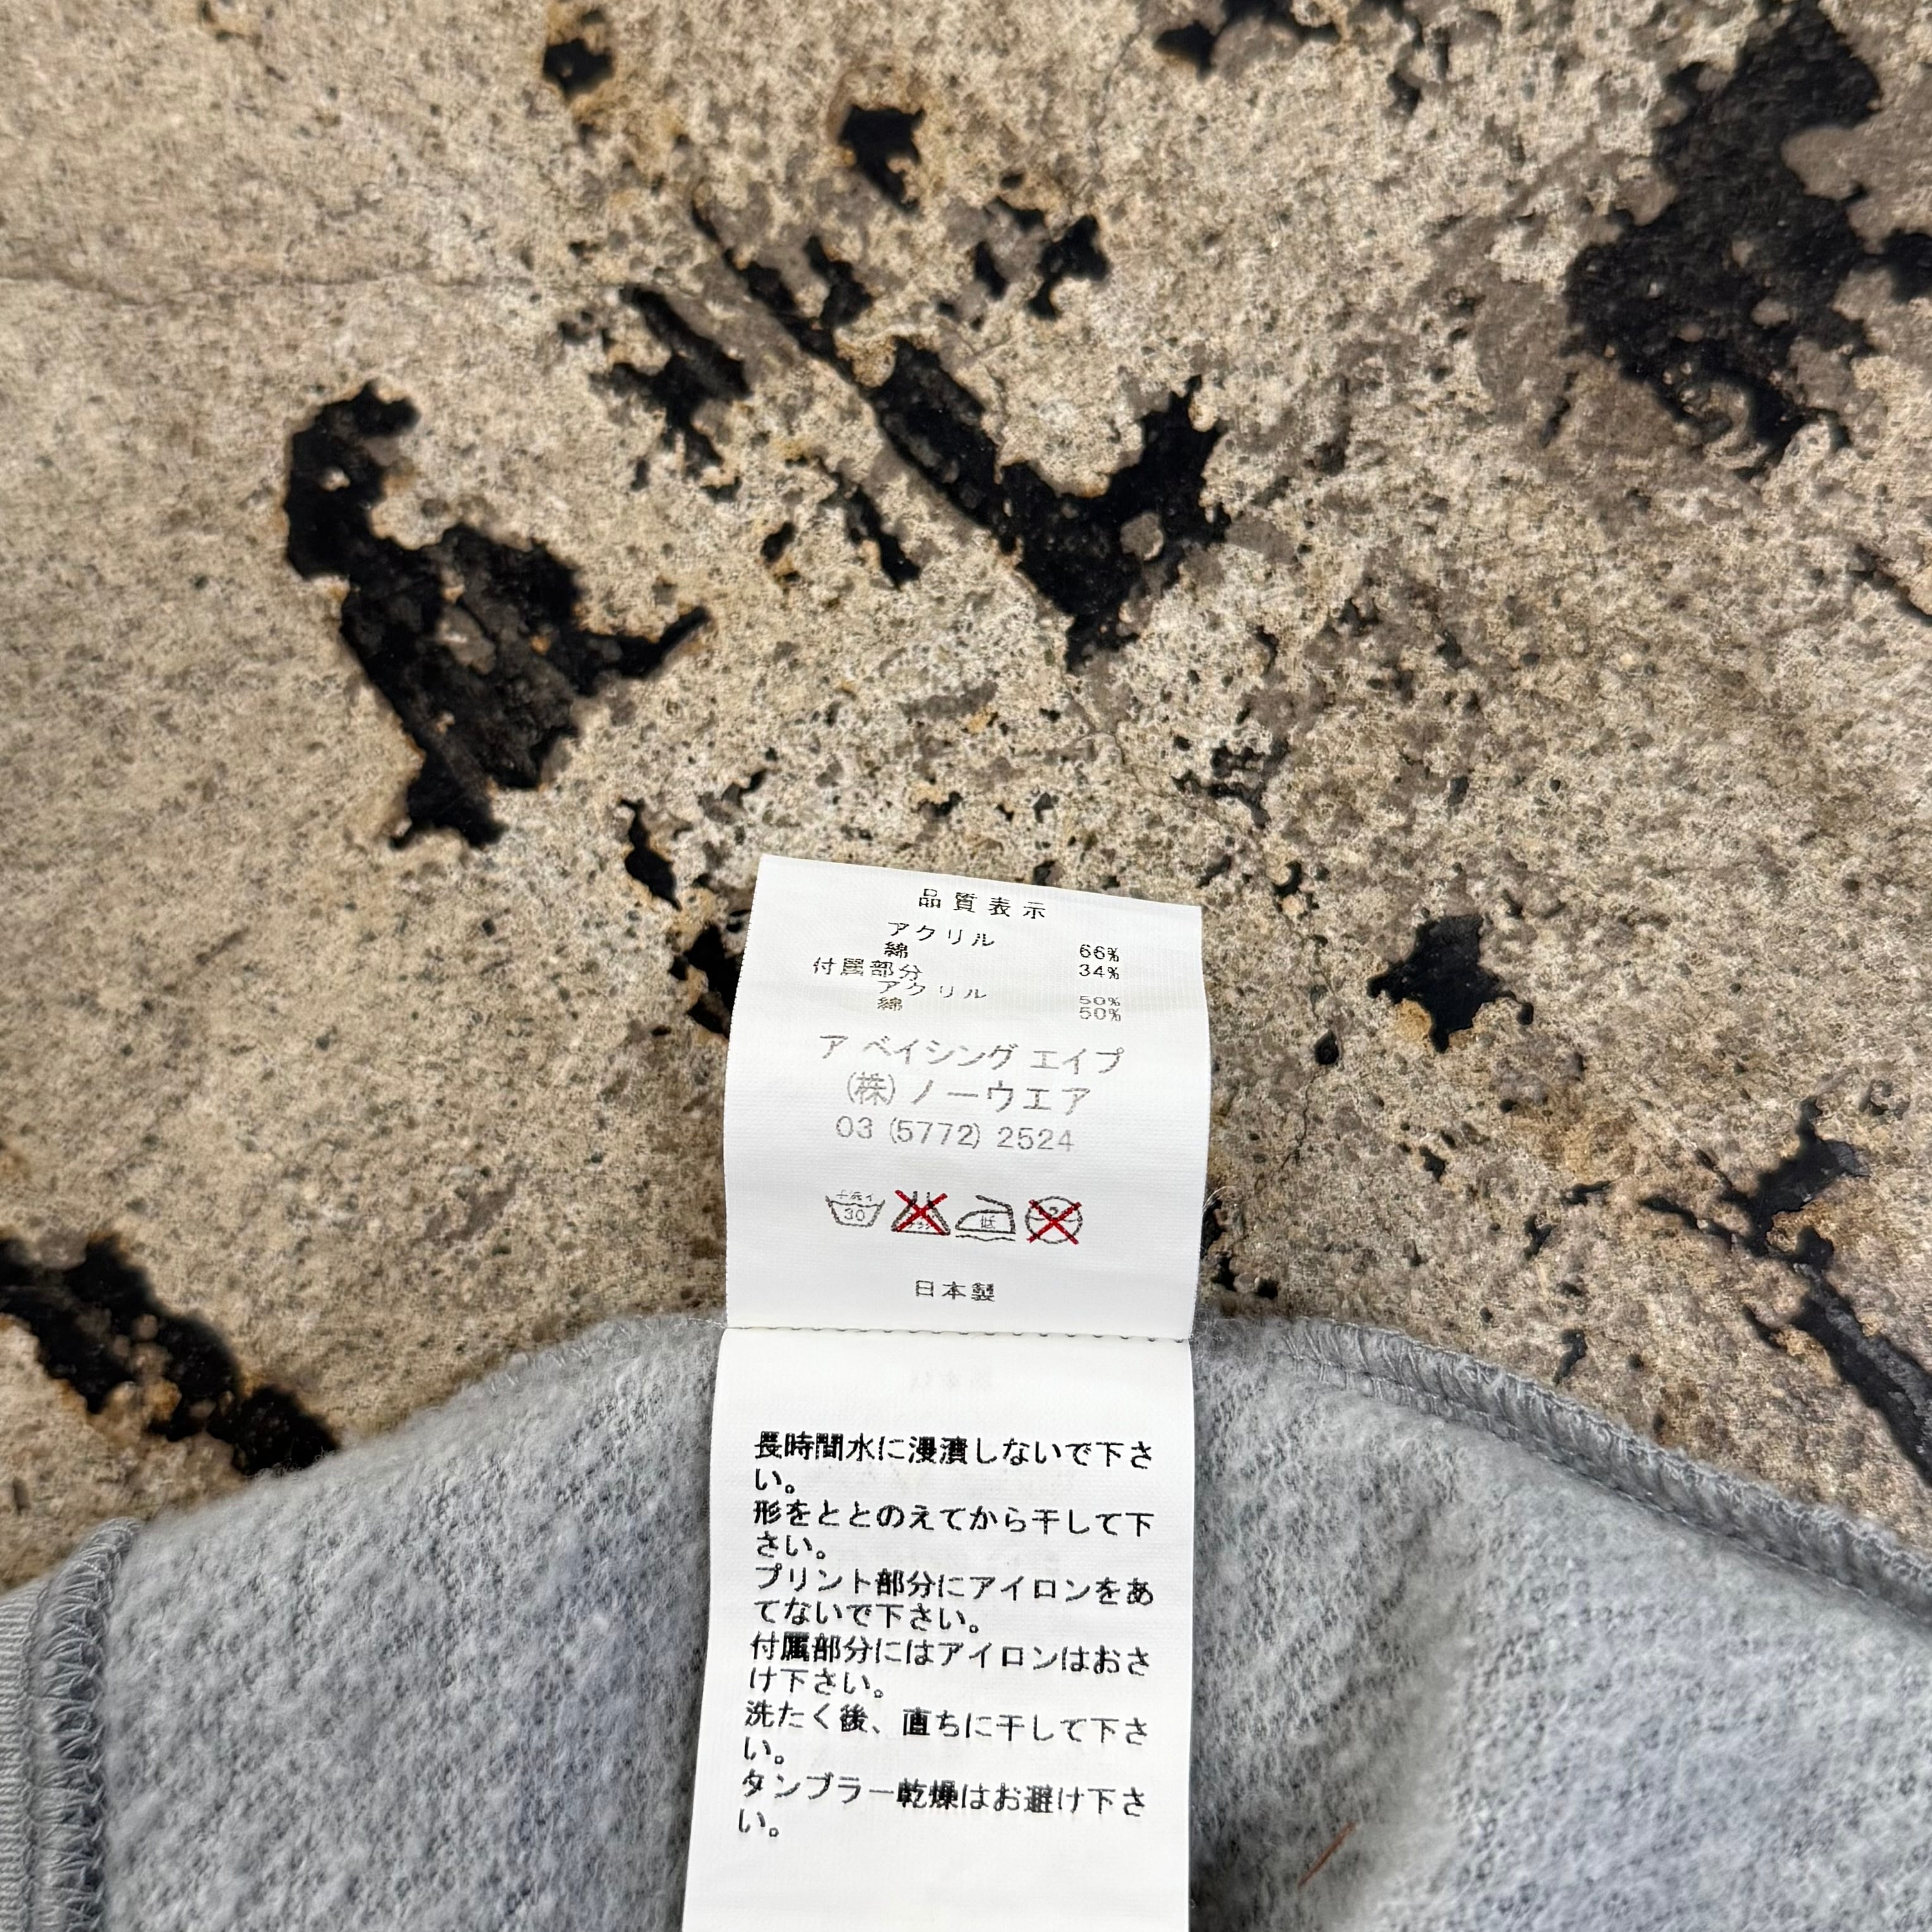 品質表示
アクリル 66%
綿 34%
付属部分
アクリル 50%
綿 50%
ア ベイシング エイプ
(株)ノーウエア
03 (5772) 2524
30 低
日本製
長時間水に浸漬しないで下さ
い。
形をととのえてから干して下
さい。
プリント部分にアイロンをあ
てないで下さい。
付属部分にはアイロンはおさ
け下さい。
洗たく後、直ちに干して下さ
い。
タンブラー乾燥はお避け下さ
い。